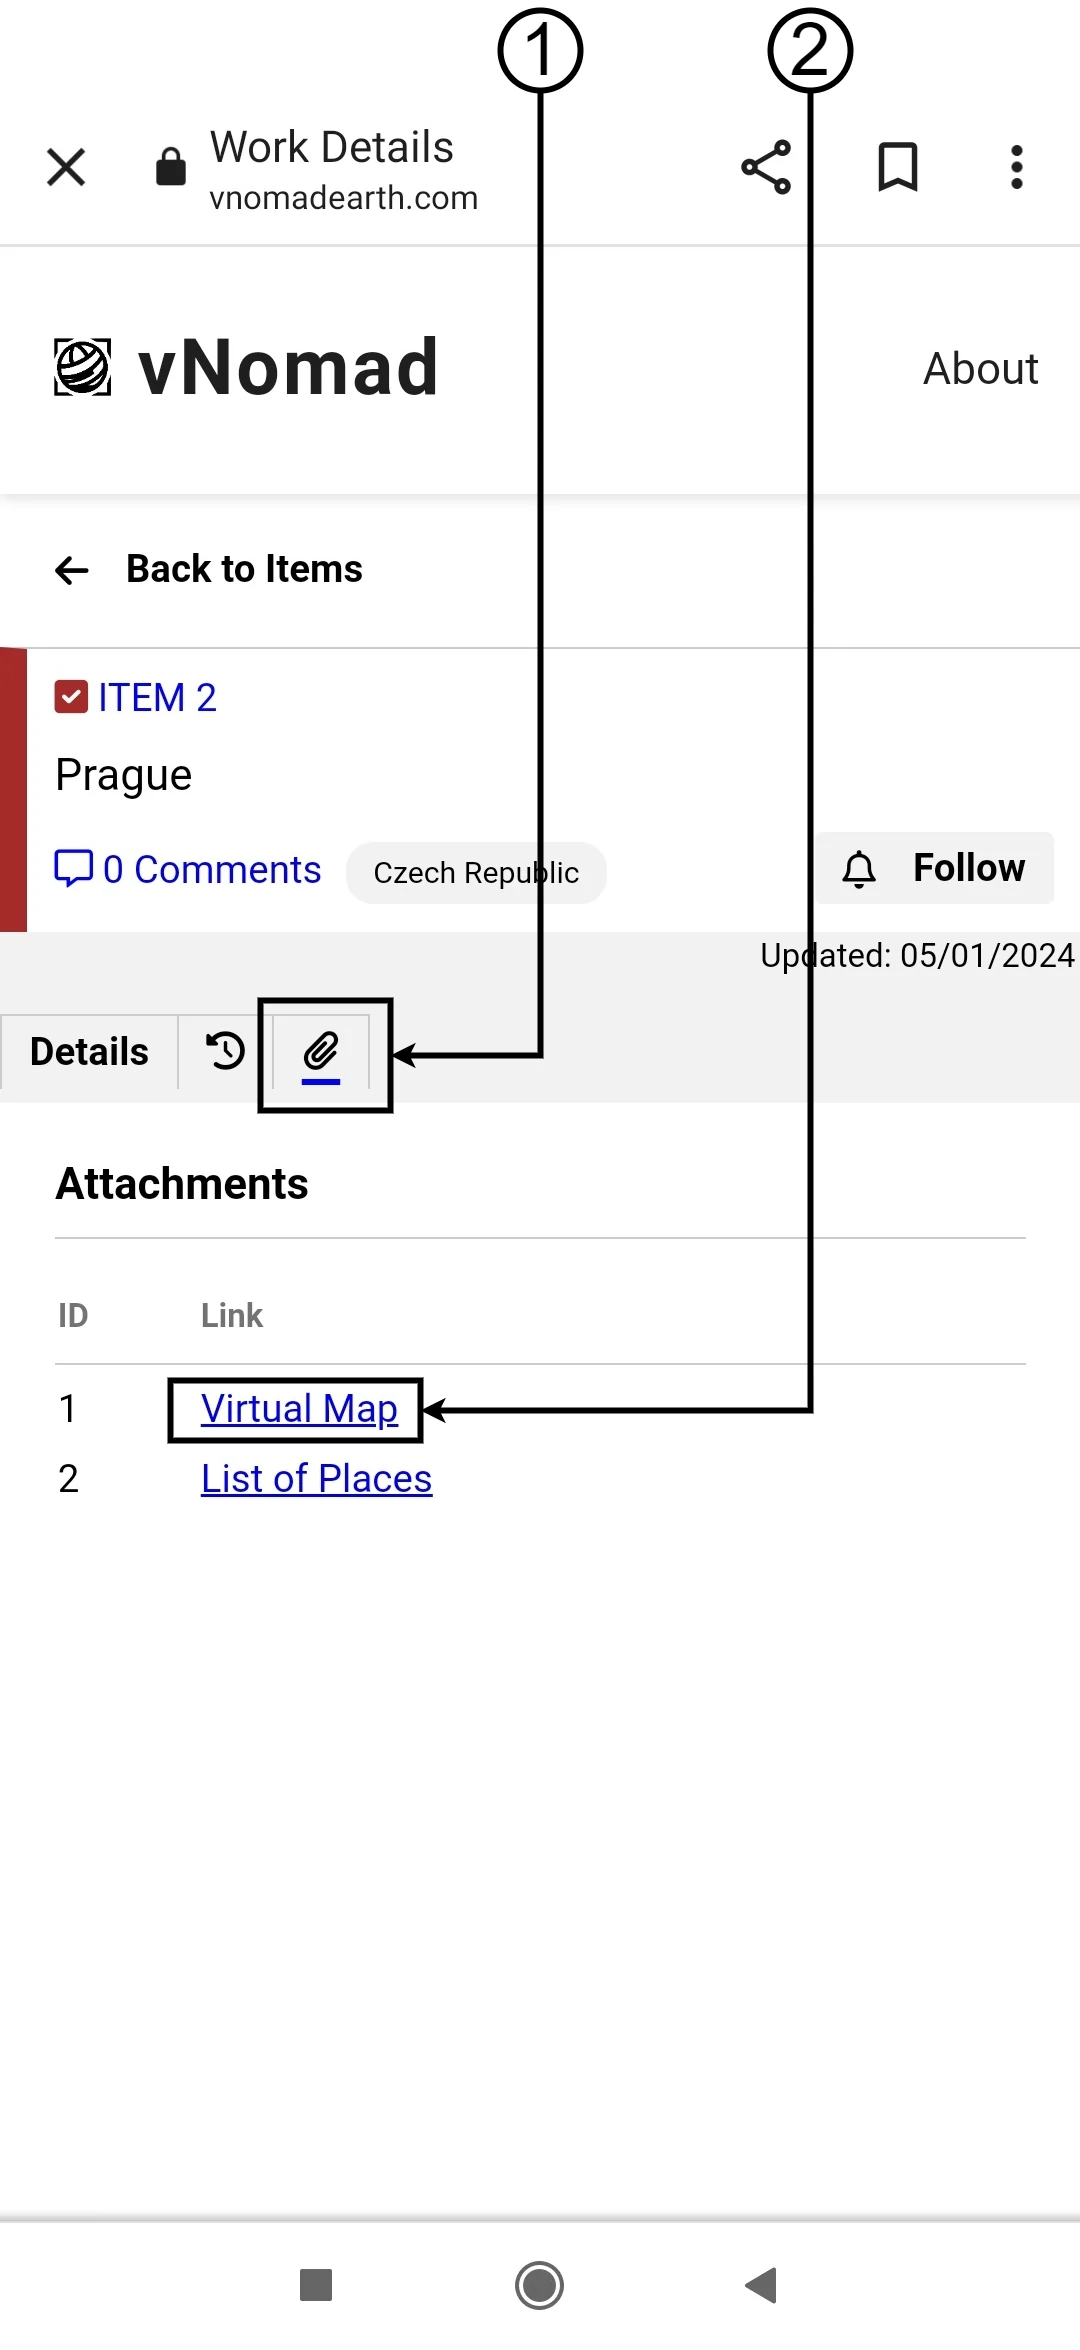 1 2
Work Details
vnomadearth.com
vNomad
About
Back to Items
ITEM 2
Prague
0 Comments Czech Republic Follow
Updated: 05/01/2024
Details
Attachments
ID Link
1 Virtual Map
2 List of Places